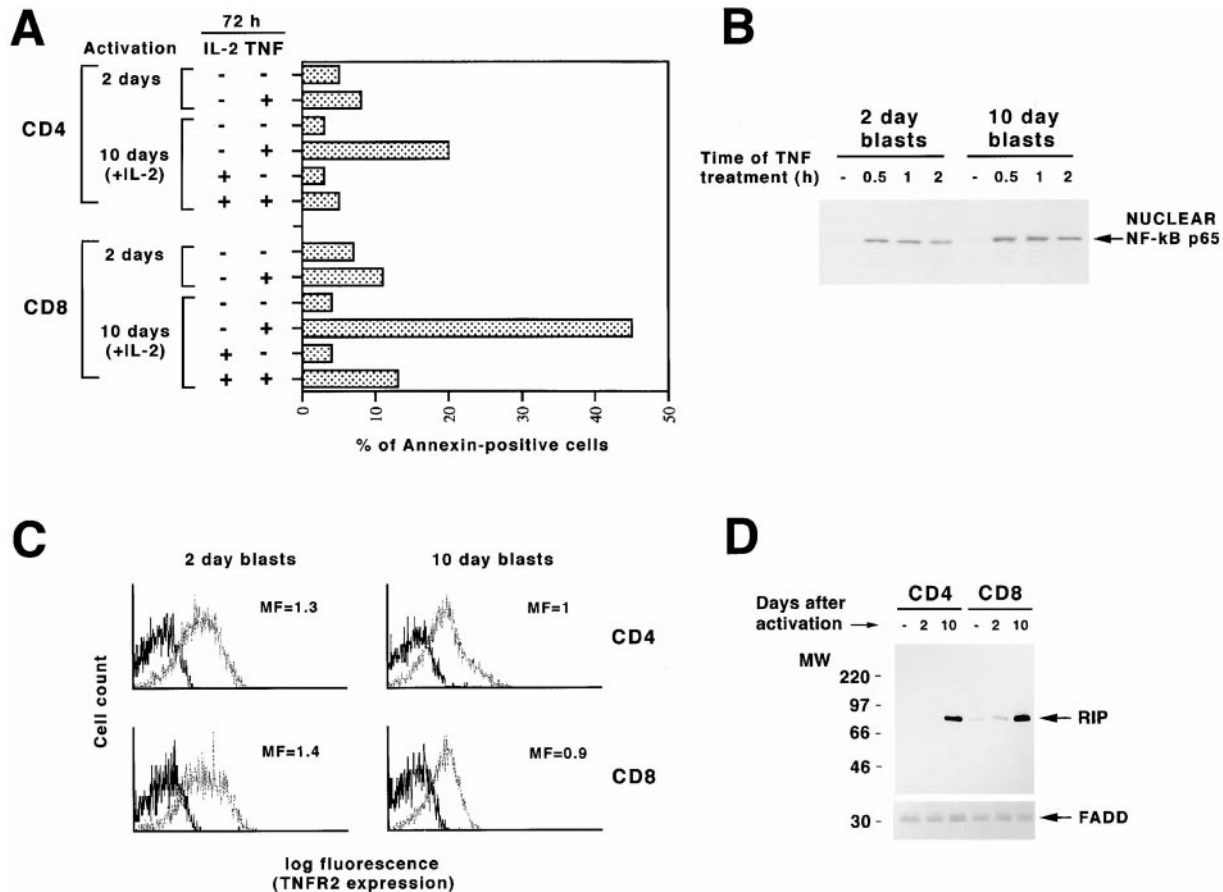 A
72 h
Activation IL-2 TNF
CD4
2 days
- -
- +
10 days
(+IL-2)
- -
- +
+ -
+ +
CD8
2 days
- -
- +
10 days
(+IL-2)
- -
- +
+ -
+ +
0 10 20 30 40 50
% of Annexin-positive cells
B
2 day
blasts
10 day
blasts
Time of TNF
treatment (h)
- 0.5 1 2 - 0.5 1 2
NUCLEAR
NF-kB p65
C
2 day blasts 10 day blasts
MF=1.3 MF=1
CD4
Cell count
MF=1.4 MF=0.9
CD8
log fluorescence
(TNFR2 expression)
D
CD4 CD8
Days after
activation
- 2 10 - 2 10
MW
220 -
97 -
RIP
66 -
46 -
30 -
FADD